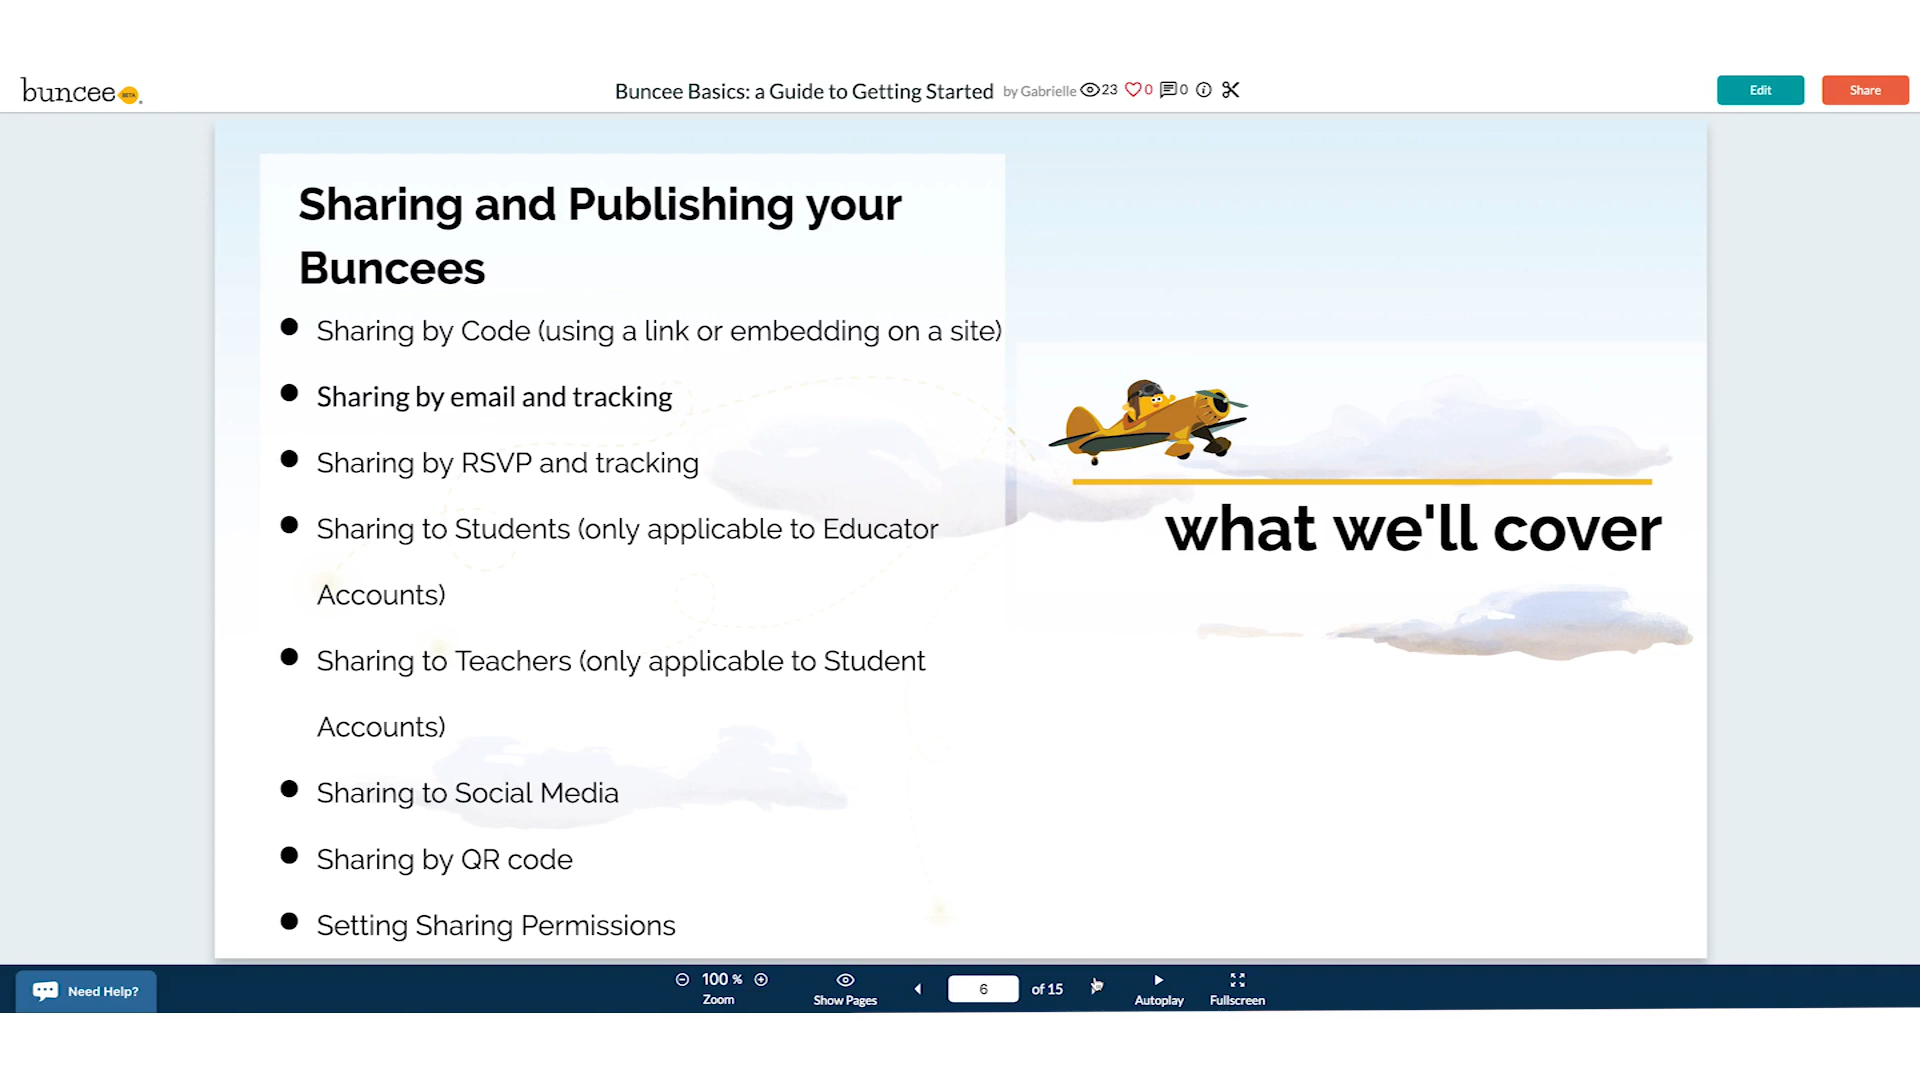 buncee BETA
Buncee Basics: a Guide to Getting Started by Gabrielle 23 0 0
Edit
Share
Sharing and Publishing your
Buncees
Sharing by Code (using a link or embedding on a site)
Sharing by email and tracking
Sharing by RSVP and tracking
Sharing to Students (only applicable to Educator
Accounts)
Sharing to Teachers (only applicable to Student
Accounts)
Sharing to Social Media
Sharing by QR code
Setting Sharing Permissions
what we'll cover
Need Help?
100 %
Zoom
Show Pages
6 of 15
Autoplay
Fullscreen